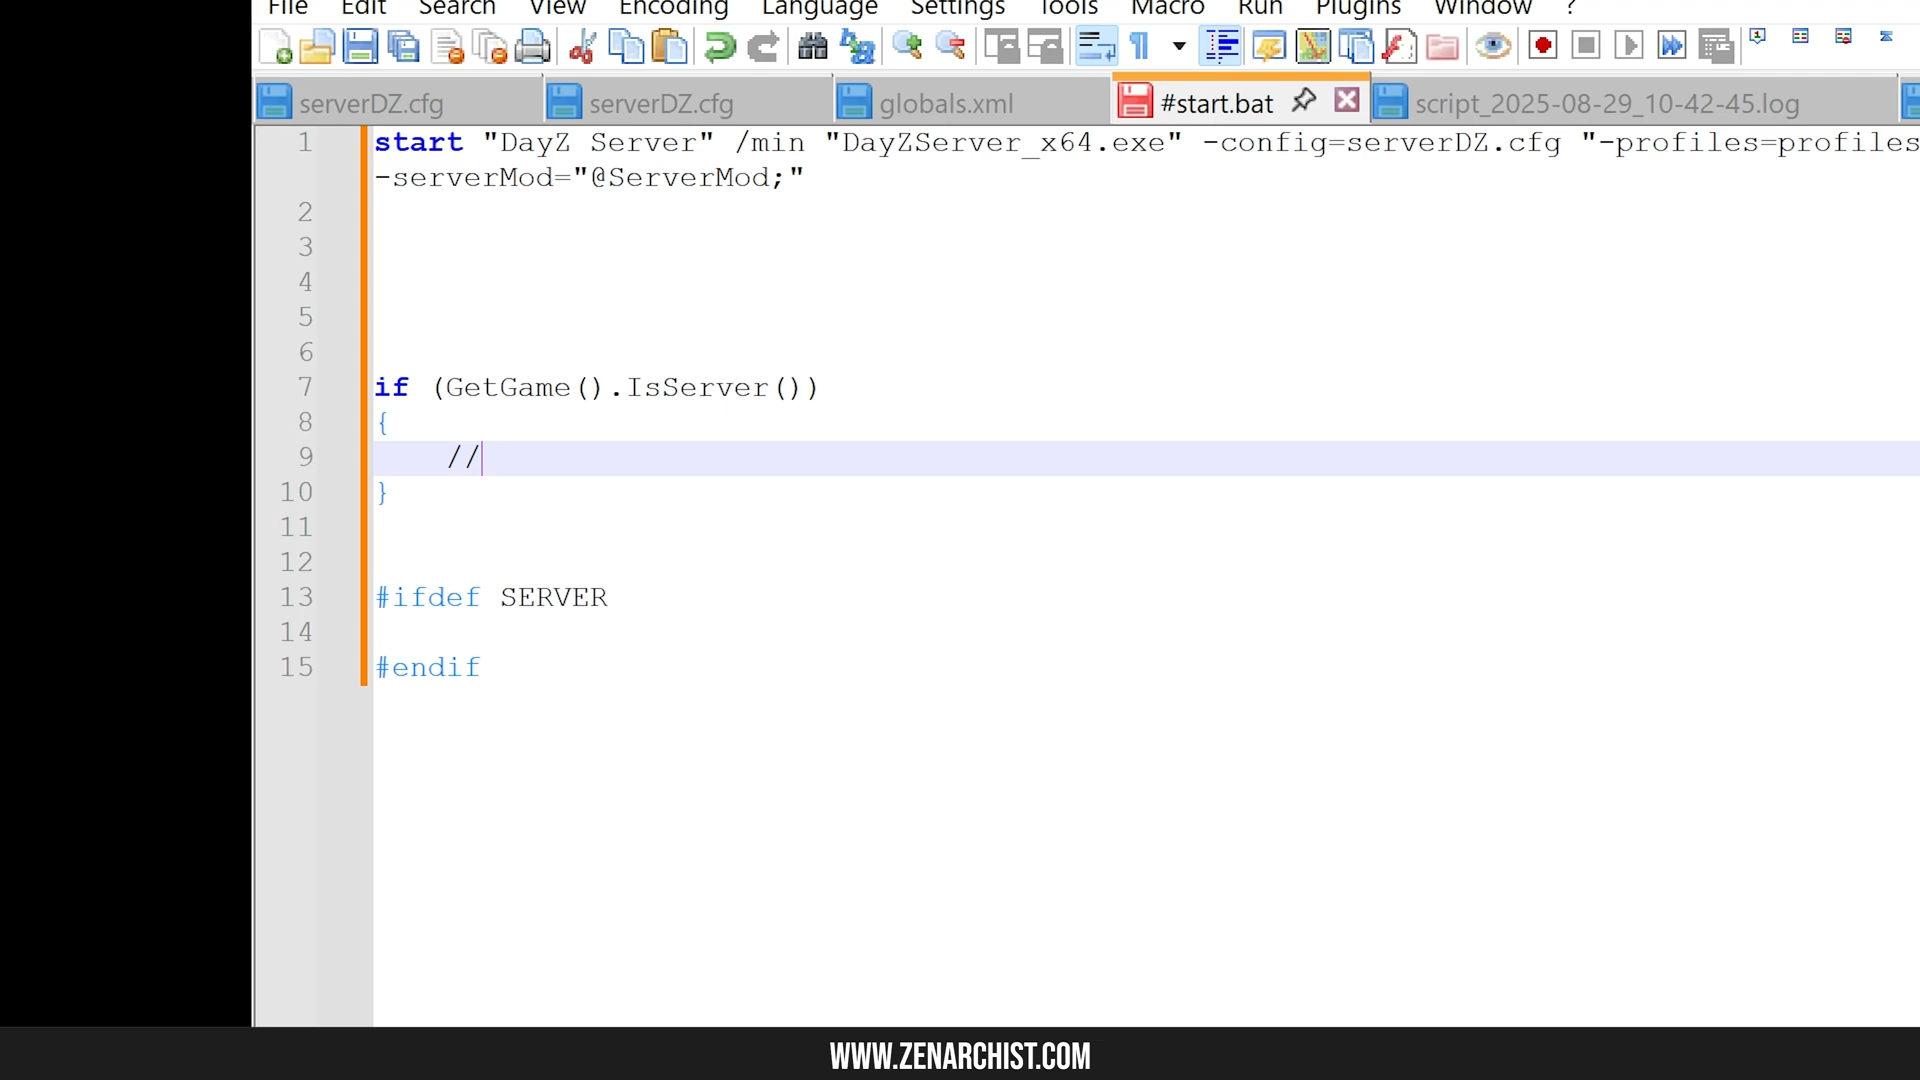 File Edit Search View Encoding Language Settings Tools Macro Run Plugins Window ?
serverDZ.cfg serverDZ.cfg globals.xml #start.bat script_2025-08-29_10-42-45.log
1 start "DayZ Server" /min "DayZServer_x64.exe" -config=serverDZ.cfg "-profiles=profiles
-serverMod="@ServerMod;"
2
3
4
5
6
7 if (GetGame().IsServer())
8 {
9 //
10 }
11
12
13 #ifdef SERVER
14
15 #endif
WWW.ZENARCHIST.COM